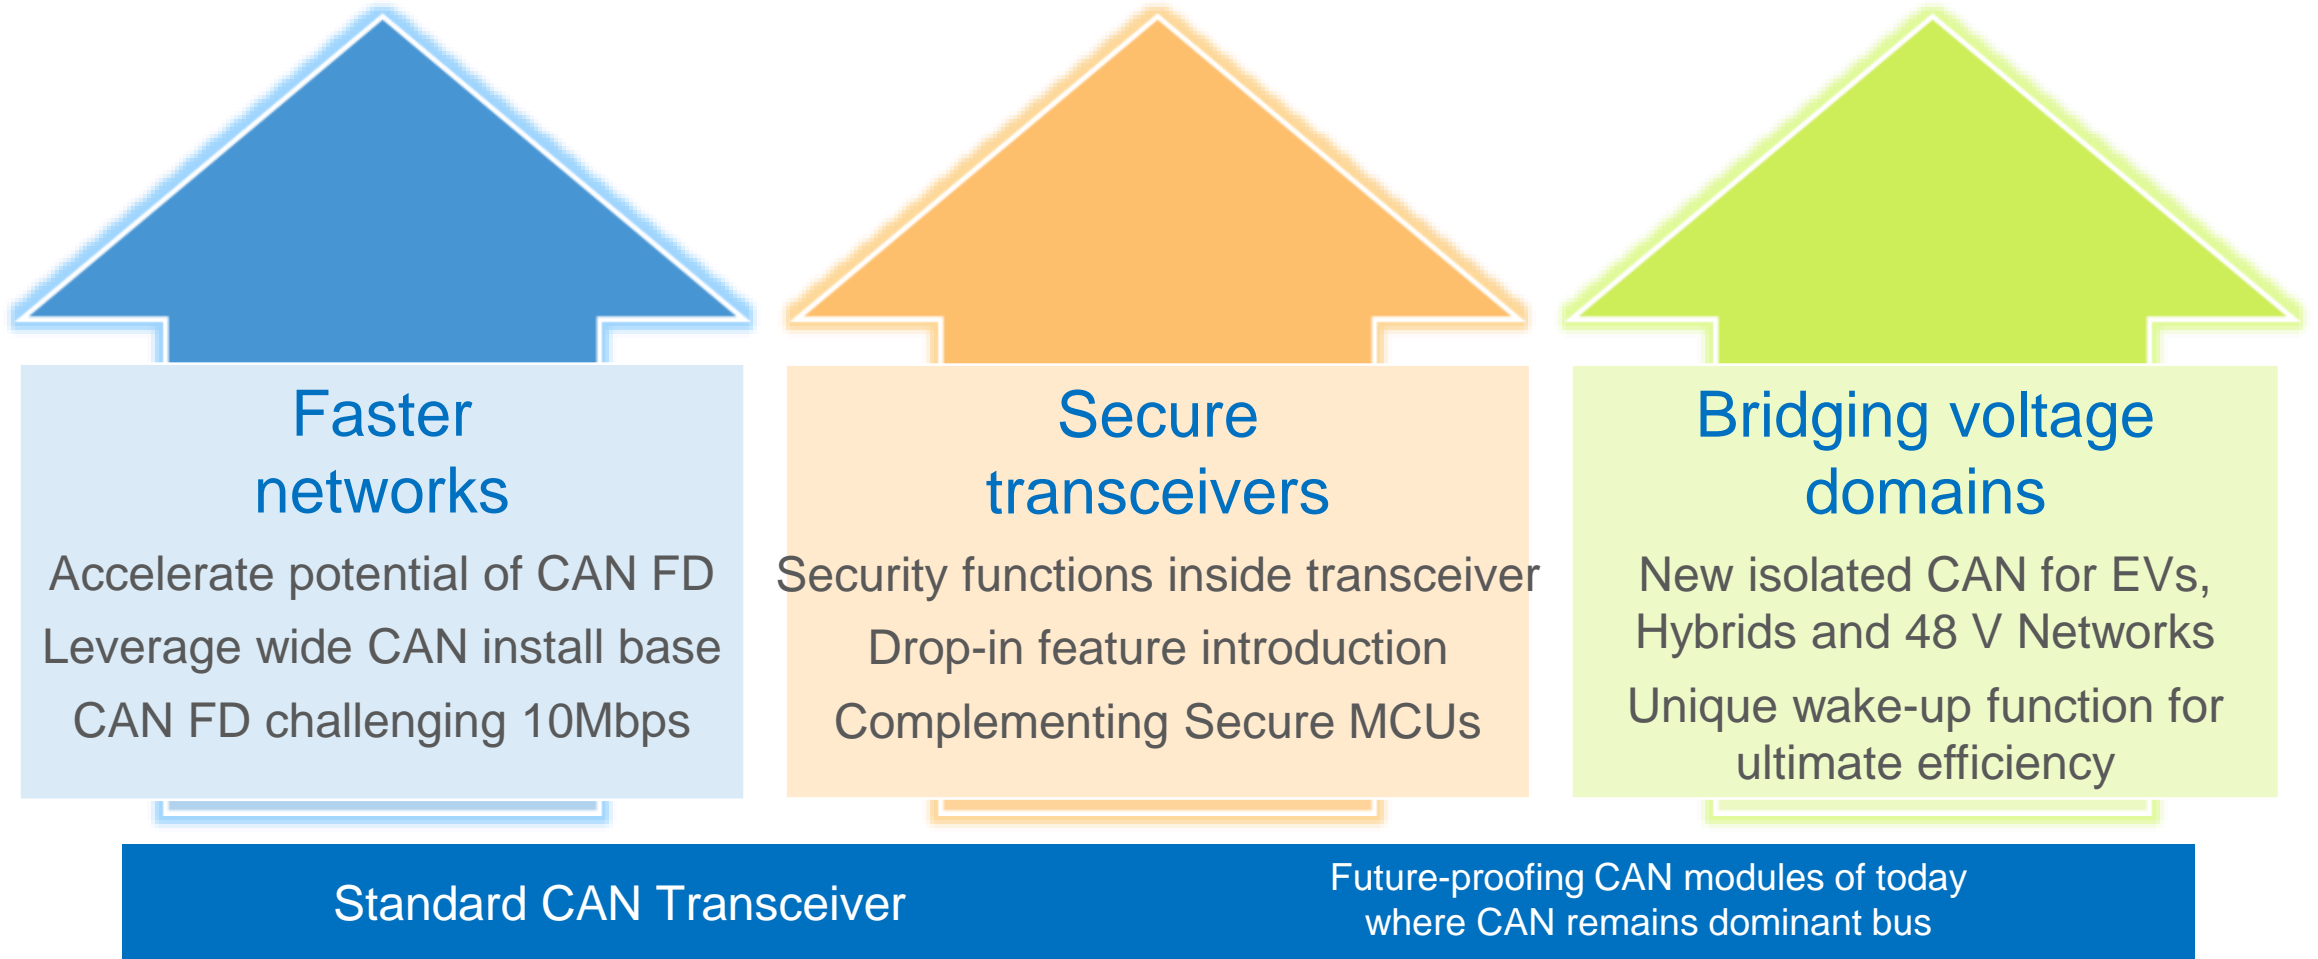 Faster
networks
Accelerate potential of CAN FD
Leverage wide CAN install base
CAN FD challenging 10Mbps
Secure
transceivers
Security functions inside transceiver
Drop-in feature introduction
Complementing Secure MCUs
Bridging voltage
domains
New isolated CAN for EVs,
Hybrids and 48 V Networks
Unique wake-up function for
ultimate efficiency
Standard CAN Transceiver
Future-proofing CAN modules of today
where CAN remains dominant bus